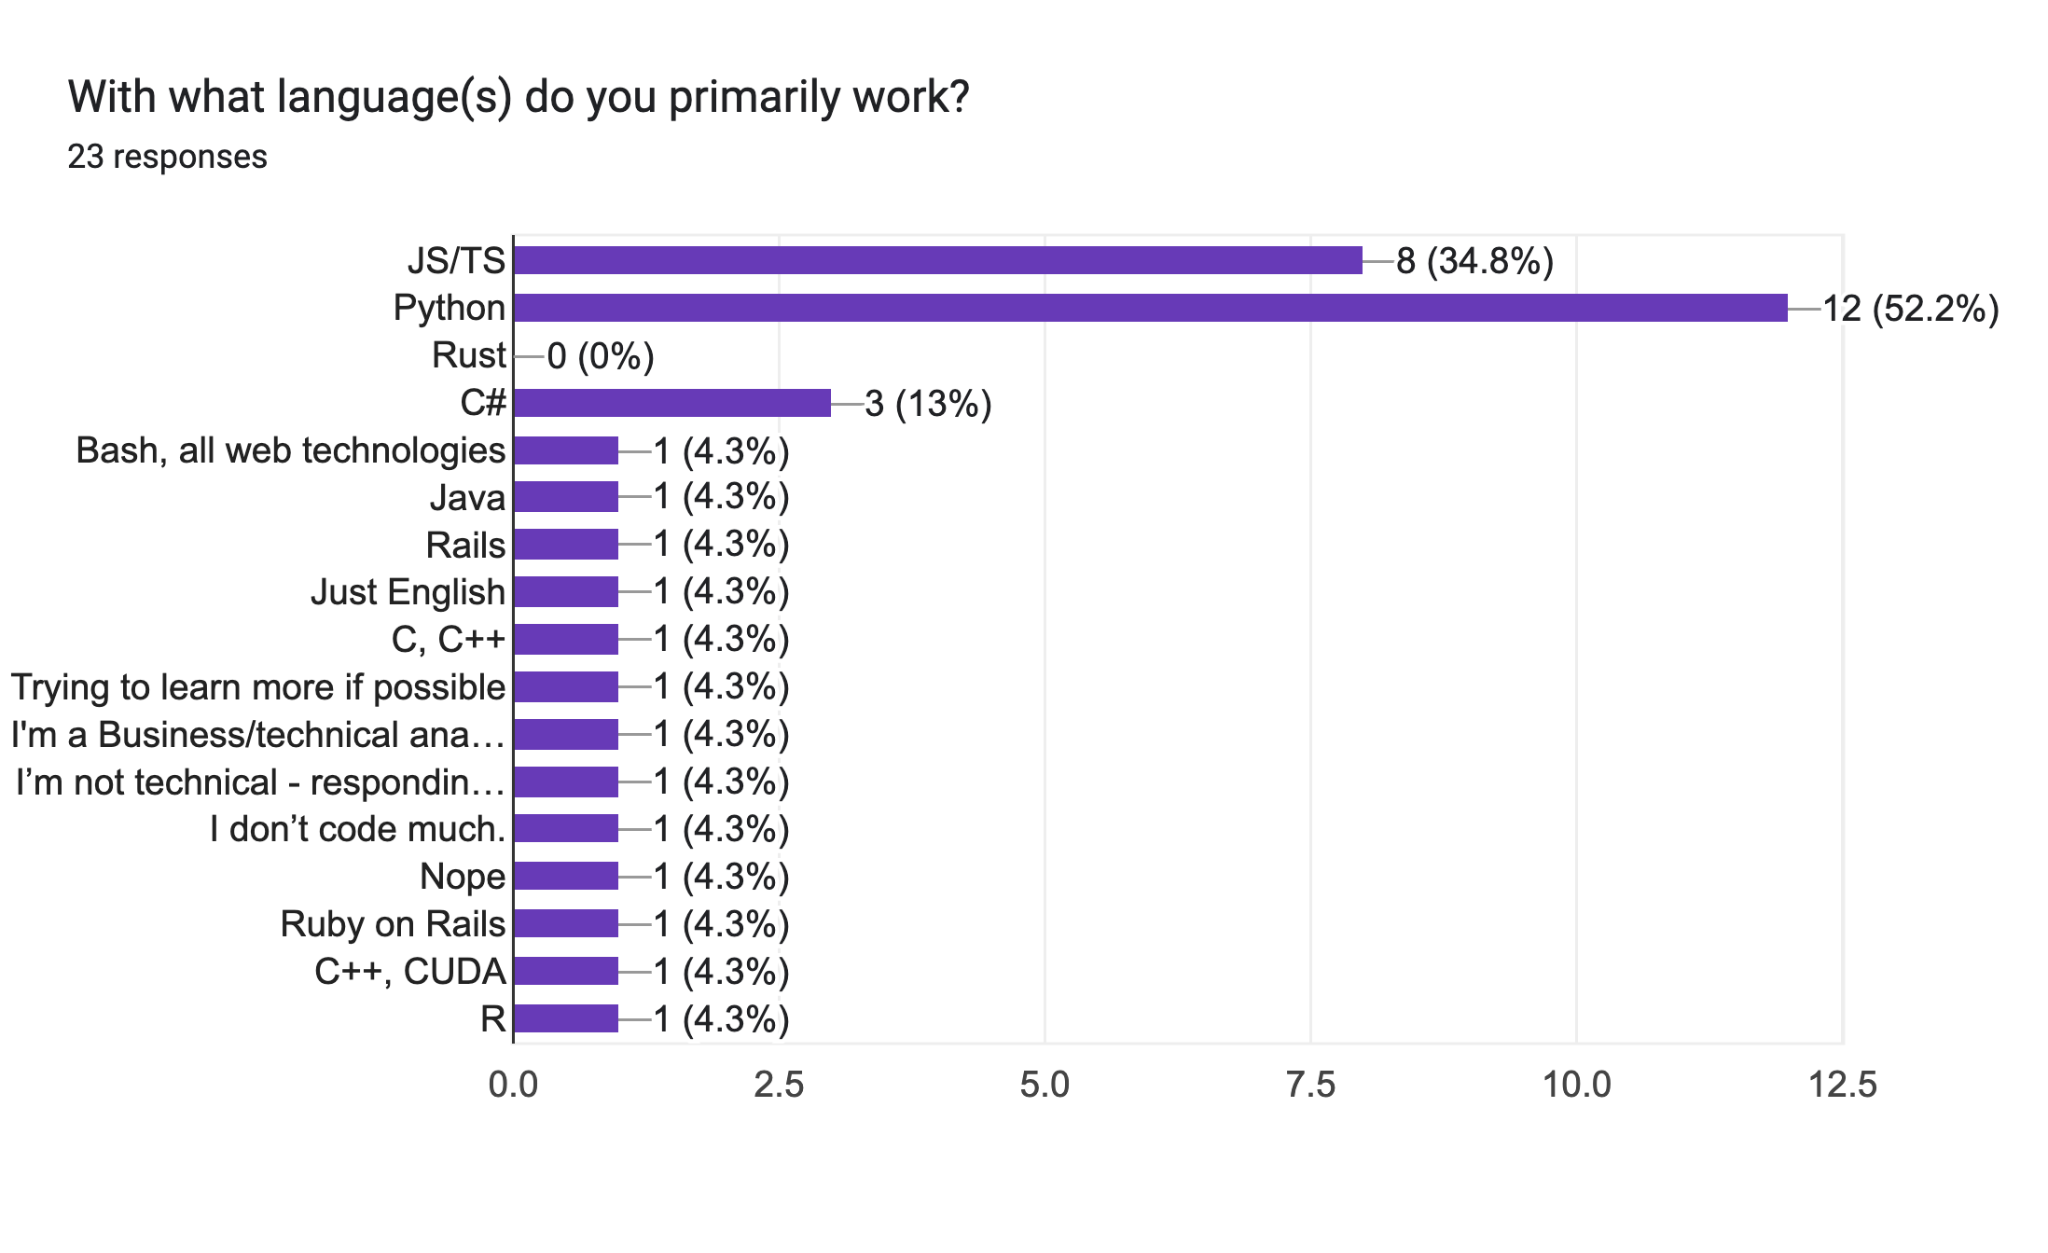 With what language(s) do you primarily work?
23 responses
JS/TS 8 (34.8%)
Python 12 (52.2%)
Rust 0 (0%)
C# 3 (13%)
Bash, all web technologies 1 (4.3%)
Java 1 (4.3%)
Rails 1 (4.3%)
Just English 1 (4.3%)
C, C++ 1 (4.3%)
Trying to learn more if possible 1 (4.3%)
I'm a Business/technical ana… 1 (4.3%)
I’m not technical - respondin… 1 (4.3%)
I don’t code much. 1 (4.3%)
Nope 1 (4.3%)
Ruby on Rails 1 (4.3%)
C++, CUDA 1 (4.3%)
R 1 (4.3%)
0.0 2.5 5.0 7.5 10.0 12.5